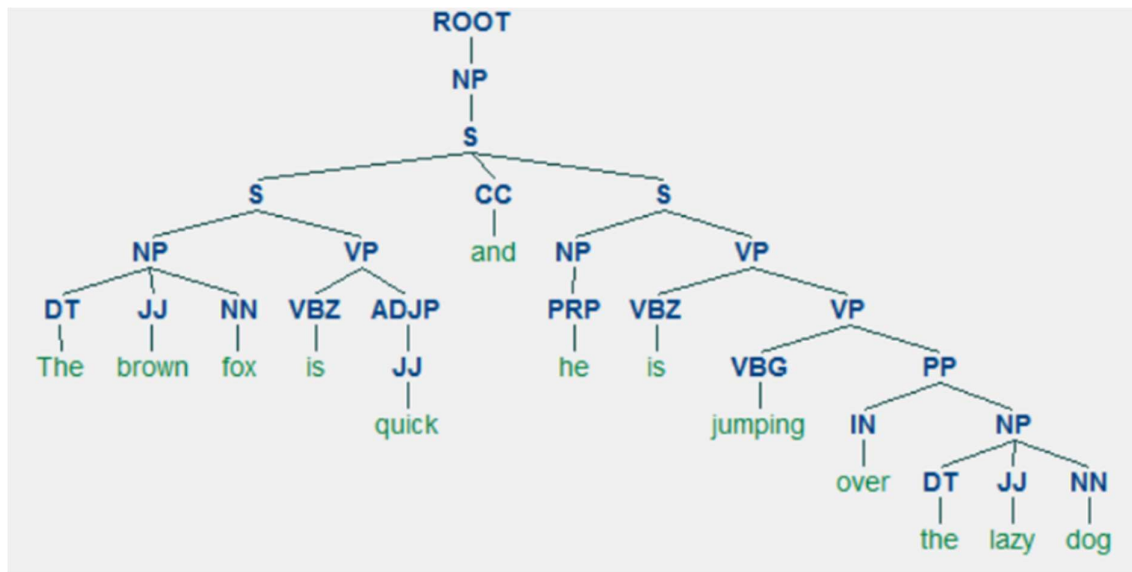 ROOT
NP
S
S CC S
NP VP and NP VP
DT JJ NN VBZ ADJP PRP VBZ VP
The brown fox is JJ he is VBG PP
quick jumping IN NP
over DT JJ NN
the lazy dog